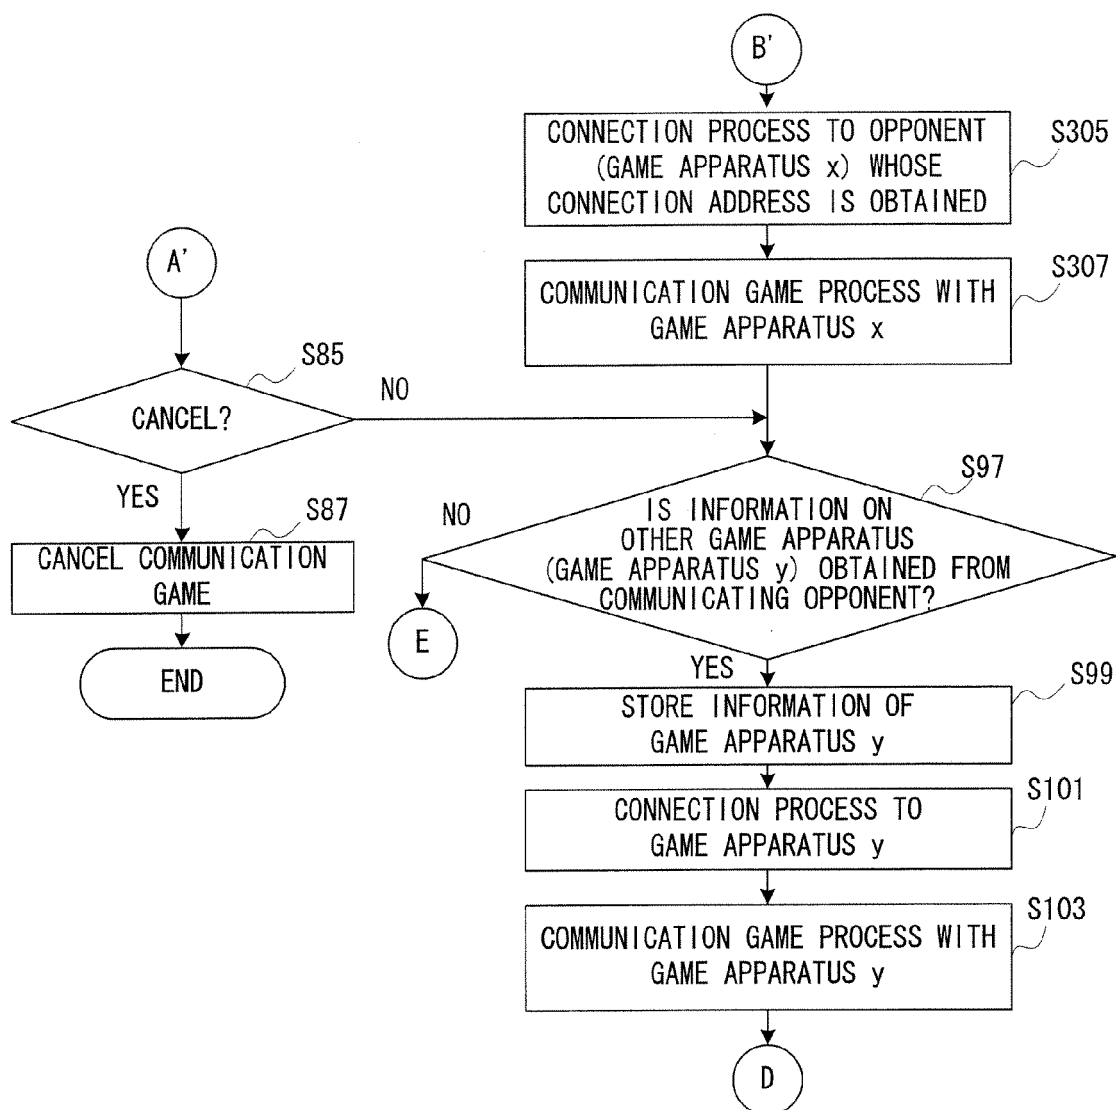 B'
CONNECTION PROCESS TO OPPONENT
(GAME APPARATUS x) WHOSE
CONNECTION ADDRESS IS OBTAINED
S305
COMMUNICATION GAME PROCESS WITH
GAME APPARATUS x
S307
A'
S85
CANCEL?
NO
YES
S87
CANCEL COMMUNICATION
GAME
END
S97
IS INFORMATION ON
OTHER GAME APPARATUS
(GAME APPARATUS y) OBTAINED FROM
COMMUNICATING OPPONENT?
NO
E
YES
S99
STORE INFORMATION OF
GAME APPARATUS y
S101
CONNECTION PROCESS TO
GAME APPARATUS y
S103
COMMUNICATION GAME PROCESS WITH
GAME APPARATUS y
D